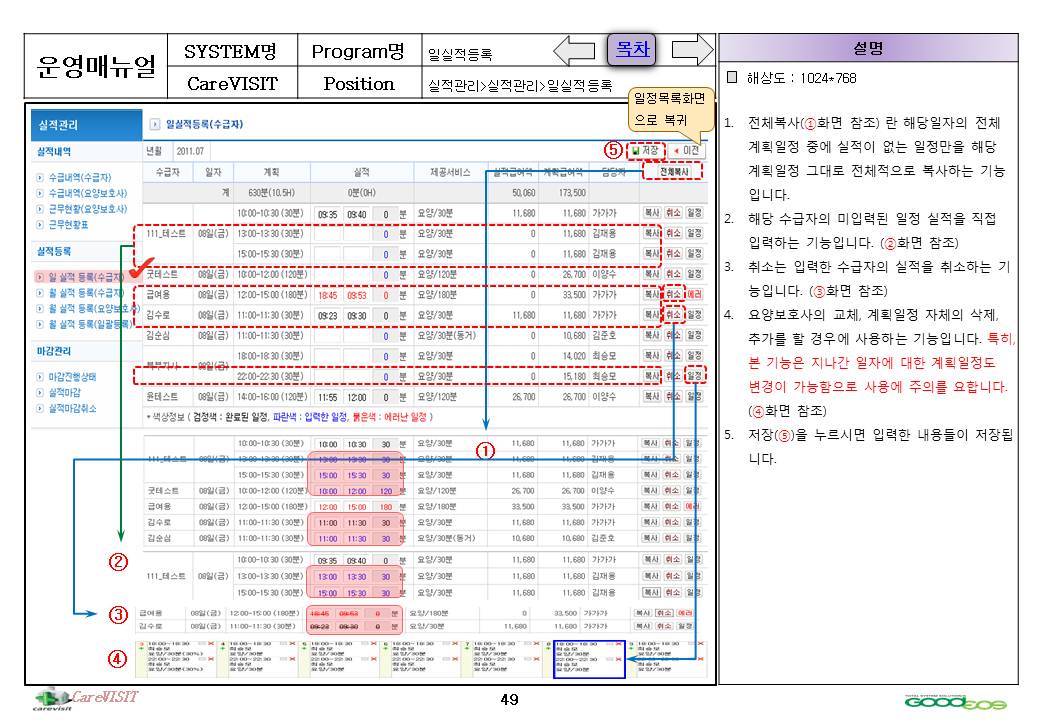 운영매뉴얼
SYSTEM명
Program명
일실적등록
목차
CareVISIT
Position
실적관리>실적관리>일실적등록
일정목록화면
으로 복귀
실적관리
실적내역
수급내역(수급자)
수급내역(요양보호사)
근무현황(요양보호사)
근무현황표
실적등록
일 실적 등록(수급자)
월 실적 등록(수급자)
월 실적 등록(요양보호사)
월 실적 등록(일괄등록)
마감관리
마감진행상태
실적마감
실적마감취소
일실적등록(수급자)
년월 2011.07 ⑤ 저장 이전
수급자 일자 계획 실적 제공서비스 실적급여액 계획급여액 담당자 전체복사
계 630분(10.5H) 0분(0H) 50,060 173,500
10:00-10:30 (30분) 09:35 09:40 0 분 요양/30분 11,680 11,680 가가가 복사 취소 일정
111_테스트 08일(금) 13:00-13:30 (30분) 0 분 요양/30분 0 11,680 김재용 복사 취소 일정
15:00-15:30 (30분) 0 분 요양/30분 0 11,680 김재용 복사 취소 일정
굿테스트 08일(금) 10:00-12:00 (120분) 0 분 요양/120분 0 26,700 이양수 복사 취소 일정
급여용 08일(금) 12:00-15:00 (180분) 18:45 09:53 0 분 요양/180분 0 33,500 가가가 복사 취소 에러
김수로 08일(금) 11:00-11:30 (30분) 09:23 09:30 0 분 요양/30분 11,680 11,680 가가가 복사 취소 일정
김순심 08일(금) 11:00-11:30 (30분) 0 분 요양/30분(동거) 0 10,680 김준호 복사 취소 일정
18:00-18:30 (30분) 0 분 요양/30분 0 14,020 최승모 복사 취소 일정
08일(금)
22:00-22:30 (30분) 0 분 요양/30분 0 15,180 최승모 복사 취소 일정
윤테스트 08일(금) 14:00-16:00 (120분) 11:55 12:00 0 분 요양/120분 26,700 26,700 이양수 복사 취소 일정
* 색상정보 ( 검정색 : 완료된 일정, 파란색 : 입력한 일정, 붉은색 : 에러난 일정 )
10:00-10:30 (30분) 10:00 10:30 30 분 요양/30분 11,680 11,680 가가가 복사 취소 일정
①
111_테스트 08일(금) 13:00-13:30 (30분) 13:00 13:30 30 분 요양/30분 11,680 11,680 김재용 복사 취소 일정
15:00-15:30 (30분) 15:00 15:30 30 분 요양/30분 11,680 11,680 김재용 복사 취소 일정
굿테스트 08일(금) 10:00-12:00 (120분) 10:00 12:00 120 분 요양/120분 26,700 26,700 이양수 복사 취소 일정
급여용 08일(금) 12:00-15:00 (180분) 12:00 15:00 180 분 요양/180분 33,500 33,500 가가가 복사 취소 에러
김수로 08일(금) 11:00-11:30 (30분) 11:00 11:30 30 분 요양/30분 11,680 11,680 가가가 복사 취소 일정
김순심 08일(금) 11:00-11:30 (30분) 11:00 11:30 30 분 요양/30분(동거) 10,680 10,680 김준호 복사 취소 일정
②
10:00-10:30 (30분) 09:35 09:40 0 분 요양/30분 11,680 11,680 가가가 복사 취소 일정
111_테스트 08일(금) 13:00-13:30 (30분) 13:00 13:30 30 분 요양/30분 11,680 11,680 김재용 복사 취소 일정
15:00-15:30 (30분) 15:00 15:30 30 분 요양/30분 11,680 11,680 김재용 복사 취소 일정
③
급여용 08일(금) 12:00-15:00 (180분) 18:45 09:53 0 분 요양/180분 0 33,500 가가가 복사 취소 에러
김수로 08일(금) 11:00-11:30 (30분) 09:23 09:30 0 분 요양/30분 11,680 11,680 가가가 복사 취소 일정
④
설명
해상도 : 1024*768
1. 전체복사(①화면 참조) 란 해당일자의 전체
계획일정 중에 실적이 없는 일정만을 해당
계획일정 그대로 전체적으로 복사하는 기능
입니다.
2. 해당 수급자의 미입력된 일정 실적을 직접
입력하는 기능입니다. (②화면 참조)
3. 취소는 입력한 수급자의 실적을 취소하는 기
능입니다. (③화면 참조)
4. 요양보호사의 교체, 계획일정 자체의 삭제,
추가를 할 경우에 사용하는 기능입니다. 특히,
본 기능은 지나간 일자에 대한 계획일정도
변경이 가능함으로 사용에 주의를 요합니다.
(④화면 참조)
5. 저장(⑤)을 누르시면 입력한 내용들이 저장됩
니다.
carevisit CareVISIT
49
TOTAL SYSTEM SOLUTION
GOODEOS